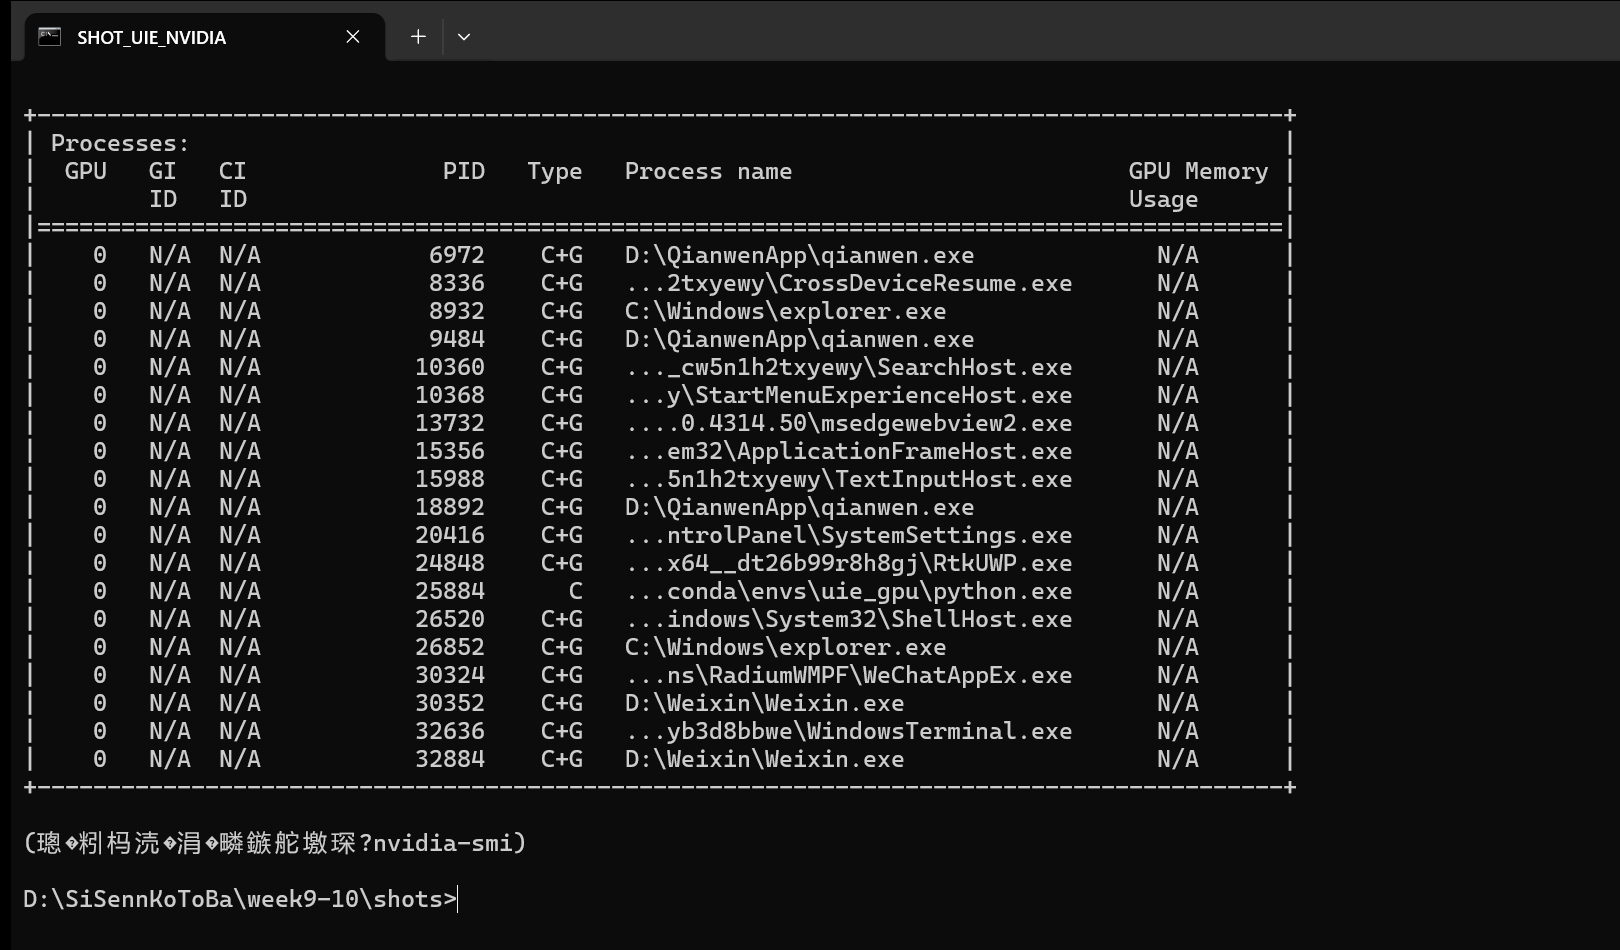 SHOT_UIE_NVIDIA
Processes:
GPU GI CI PID Type Process name GPU Memory
ID ID Usage
0 N/A N/A 6972 C+G D:\QianwenApp\qianwen.exe N/A
0 N/A N/A 8336 C+G ...2txyewy\CrossDeviceResume.exe N/A
0 N/A N/A 8932 C+G C:\Windows\explorer.exe N/A
0 N/A N/A 9484 C+G D:\QianwenApp\qianwen.exe N/A
0 N/A N/A 10360 C+G ..._cw5n1h2txyewy\SearchHost.exe N/A
0 N/A N/A 10368 C+G ...y\StartMenuExperienceHost.exe N/A
0 N/A N/A 13732 C+G ....0.4314.50\msedgewebview2.exe N/A
0 N/A N/A 15356 C+G ...em32\ApplicationFrameHost.exe N/A
0 N/A N/A 15988 C+G ...5n1h2txyewy\TextInputHost.exe N/A
0 N/A N/A 18892 C+G D:\QianwenApp\qianwen.exe N/A
0 N/A N/A 20416 C+G ...ntrolPanel\SystemSettings.exe N/A
0 N/A N/A 24848 C+G ...x64__dt26b99r8h8gj\RtkUWP.exe N/A
0 N/A N/A 25884 C ...conda\envs\uie_gpu\python.exe N/A
0 N/A N/A 26520 C+G ...indows\System32\ShellHost.exe N/A
0 N/A N/A 26852 C+G C:\Windows\explorer.exe N/A
0 N/A N/A 30324 C+G ...ns\RadiumWMPF\WeChatAppEx.exe N/A
0 N/A N/A 30352 C+G D:\Weixin\Weixin.exe N/A
0 N/A N/A 32636 C+G ...yb3d8bbwe\WindowsTerminal.exe N/A
0 N/A N/A 32884 C+G D:\Weixin\Weixin.exe N/A
?nvidia-smi)
D:\SiSennKoToBa\week9-10\shots>